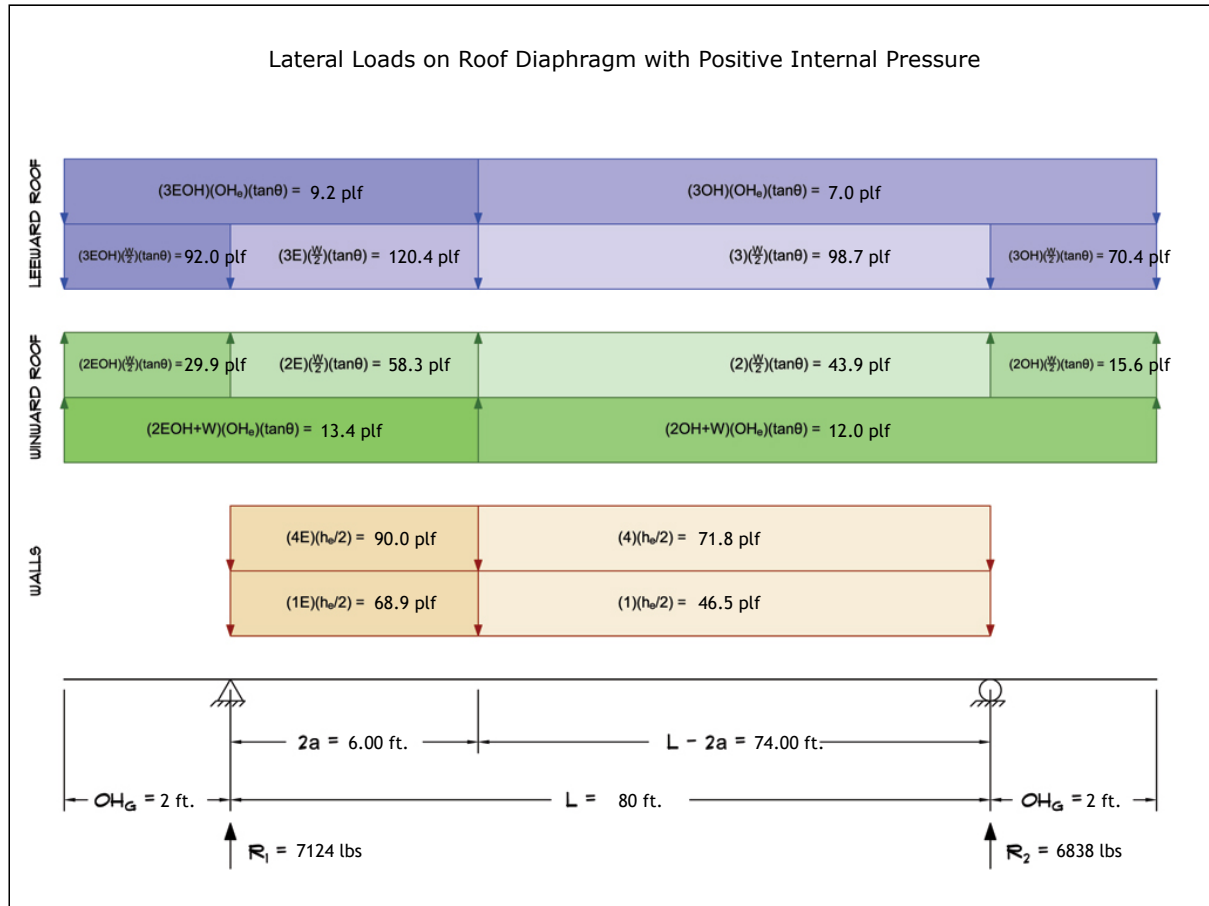 Lateral Loads on Roof Diaphragm with Positive Internal Pressure
LEEWARD ROOF
(3EOH)(OHₑ)(tanθ) = 9.2 plf
(3OH)(OHₑ)(tanθ) = 7.0 plf
(3EOH)(W/2)(tanθ) = 92.0 plf
(3E)(W/2)(tanθ) = 120.4 plf
(3)(W/2)(tanθ) = 98.7 plf
(3OH)(W/2)(tanθ) = 70.4 plf
WINWARD ROOF
(2EOH)(W/2)(tanθ) = 29.9 plf
(2E)(W/2)(tanθ) = 58.3 plf
(2)(W/2)(tanθ) = 43.9 plf
(2OH)(W/2)(tanθ) = 15.6 plf
(2EOH+W)(OHₑ)(tanθ) = 13.4 plf
(2OH+W)(OHₑ)(tanθ) = 12.0 plf
WALLS
(4E)(hₑ/2) = 90.0 plf
(4)(hₑ/2) = 71.8 plf
(1E)(hₑ/2) = 68.9 plf
(1)(hₑ/2) = 46.5 plf
2a = 6.00 ft.
L - 2a = 74.00 ft.
OH_G = 2 ft.
L = 80 ft.
OH_G = 2 ft.
R₁ = 7124 lbs
R₂ = 6838 lbs